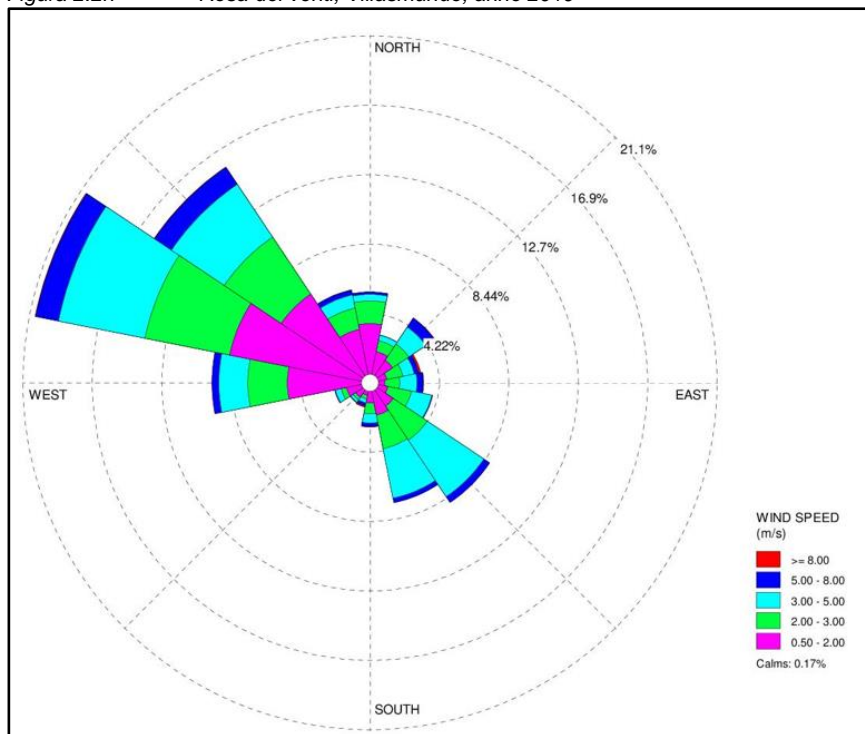 NORTH
21.1%
16.9%
12.7%
8.44%
4.22%
WEST
EAST
SOUTH
WIND SPEED
(m/s)
>= 8.00
5.00 - 8.00
3.00 - 5.00
2.00 - 3.00
0.50 - 2.00
Calms: 0.17%